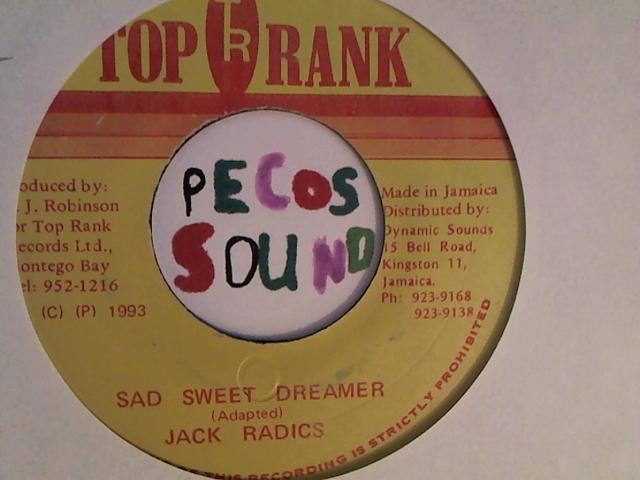 TOP TR RANK
oduced by:
. J. Robinson
or Top Rank
ecords Ltd.,
ontego Bay
el: 952-1216
(C) (P) 1993
PECOS
SOUND
Made in Jamaica
Distributed by:
Dynamic Sounds
15 Bell Road,
Kingston 11,
Jamaica.
Ph: 923-9168
923-9138
SAD SWEET DREAMER
(Adapted)
JACK RADICS
THIS RECORDING IS STRICTLY PROHIBITED